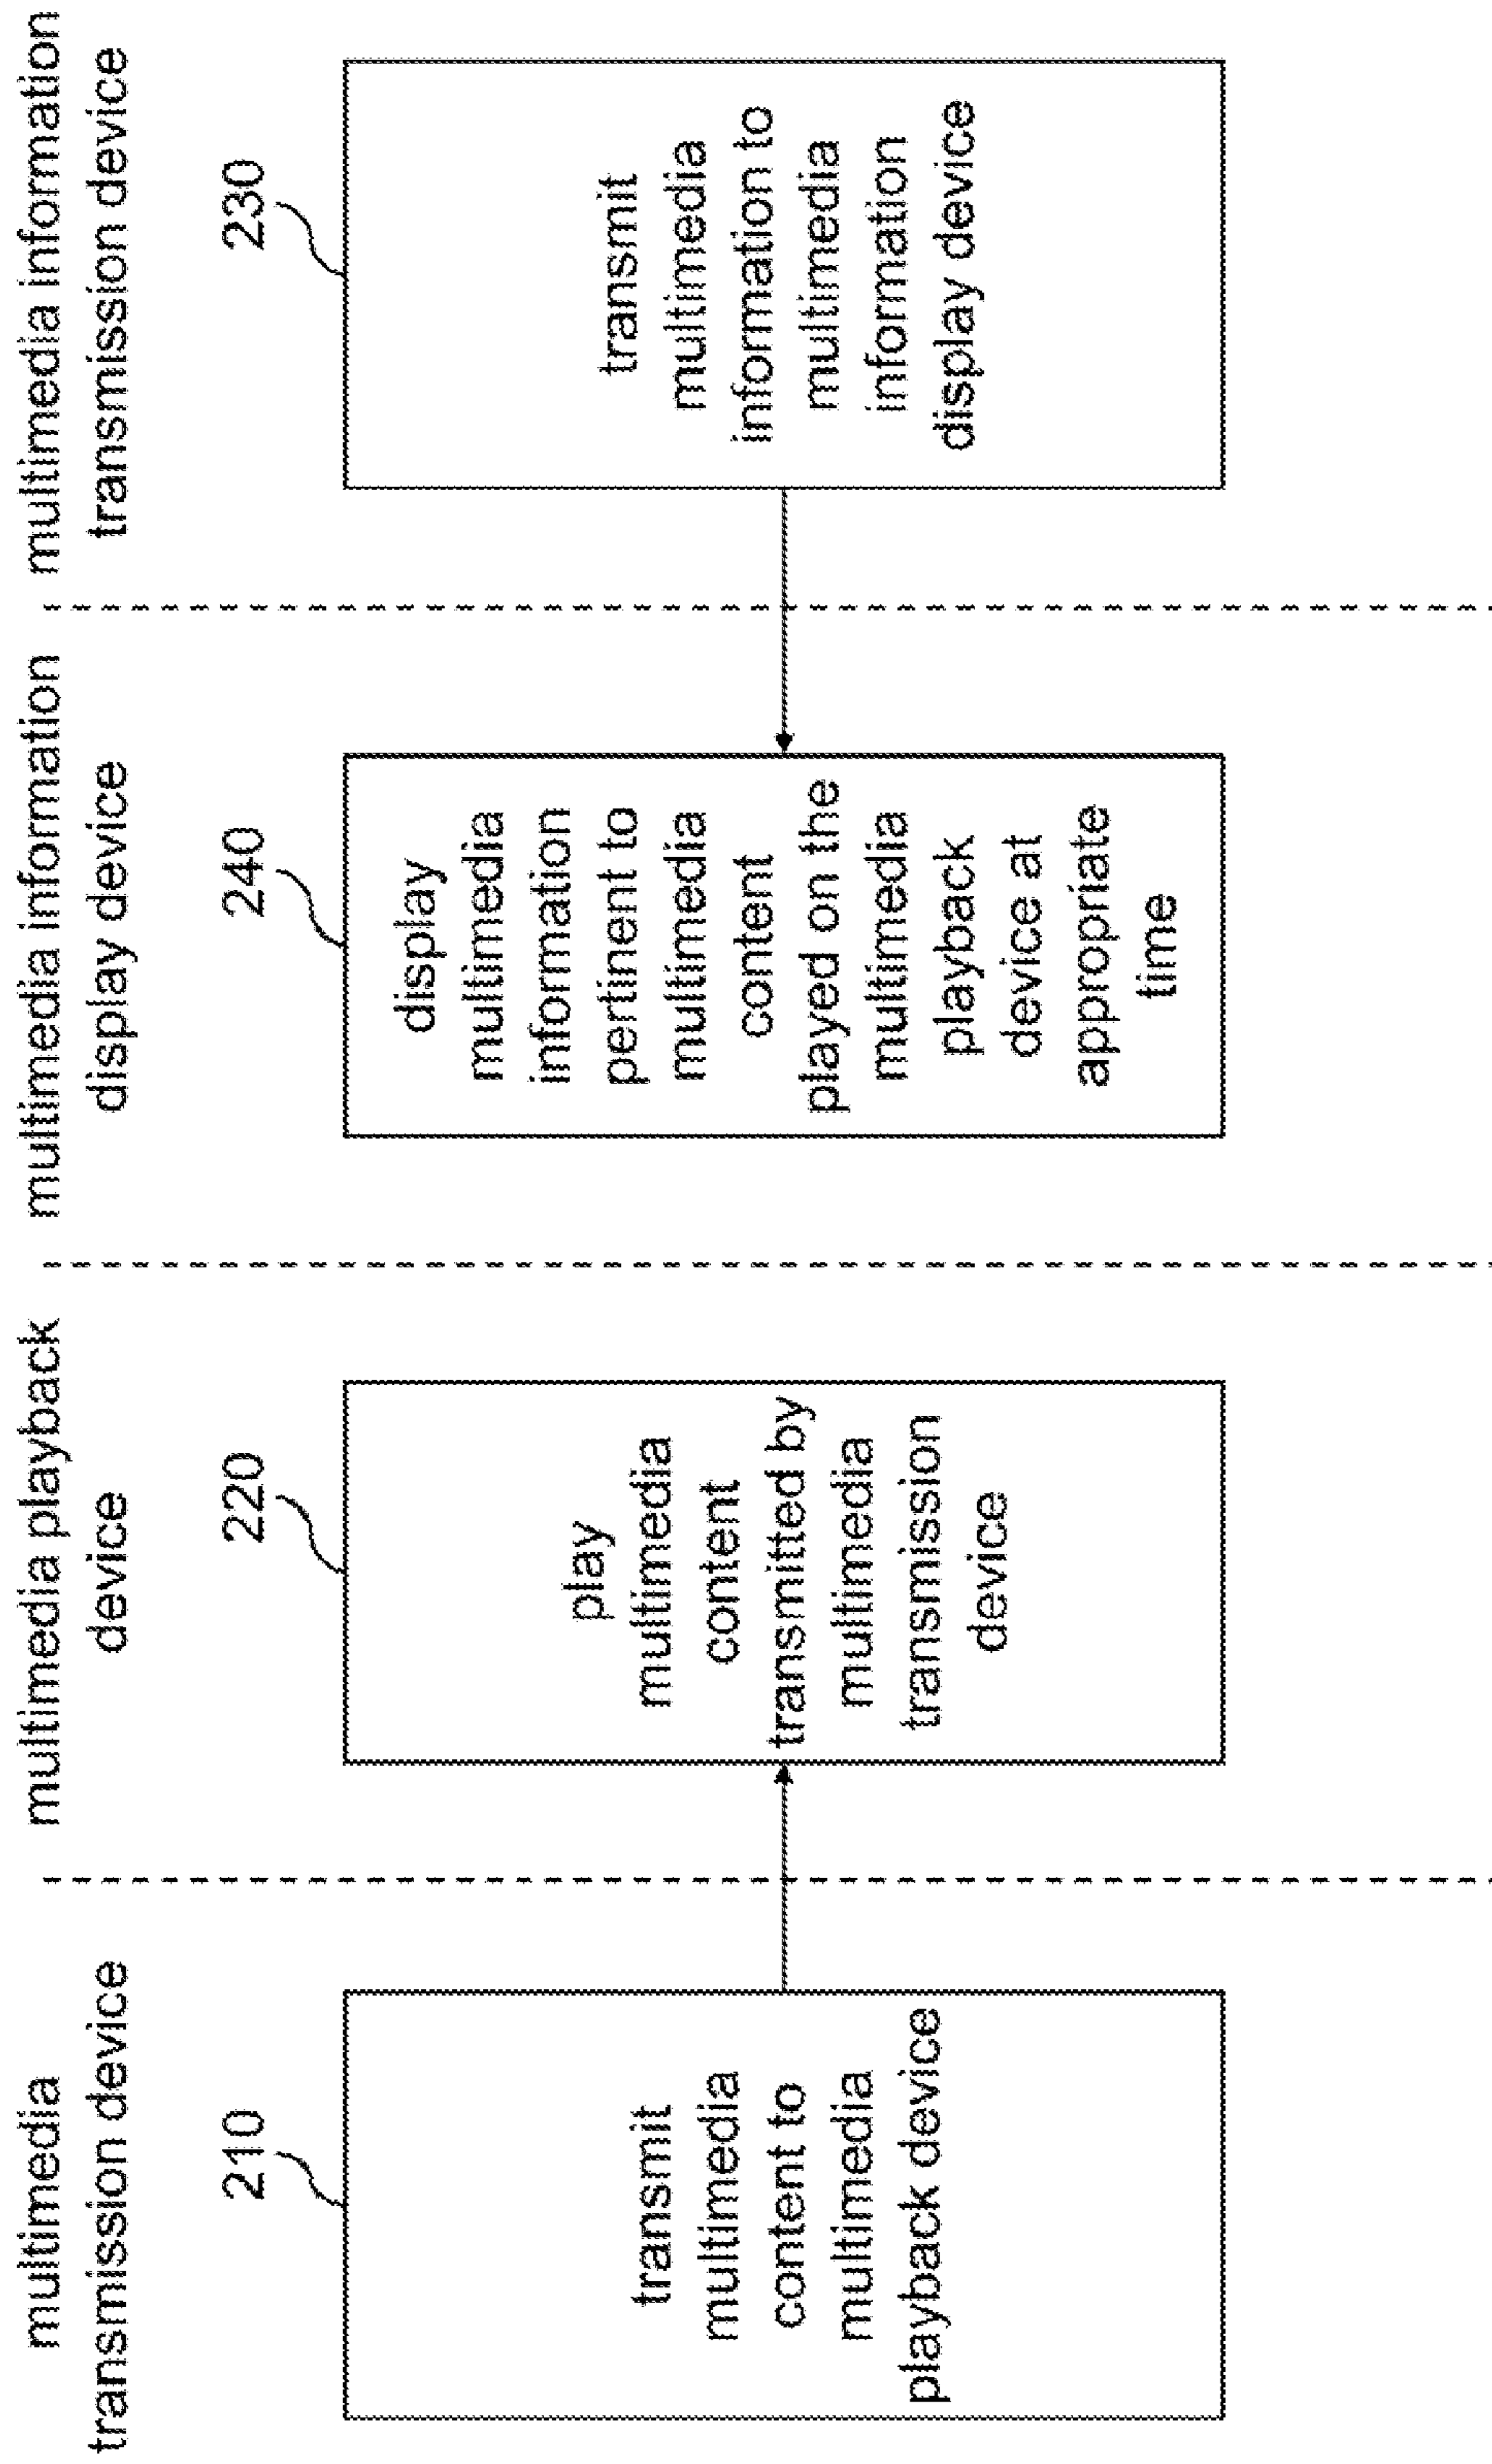 multimedia
transmission device
multimedia playback
device
multimedia information
display device
multimedia information
transmission device
210
transmit
multimedia
content to
multimedia
playback device
220
play
multimedia
content
transmitted by
multimedia
transmission
device
240
display
multimedia
information
pertinent to
multimedia
content
played on the
multimedia
playback
device at
appropriate
time
230
transmit
multimedia
information to
multimedia
information
display device